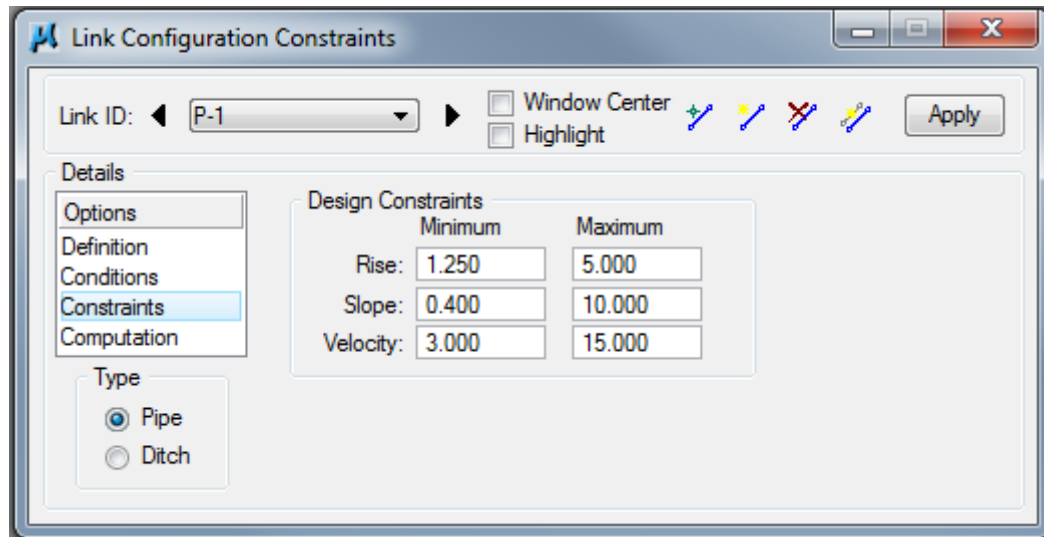 Link Configuration Constraints
Link ID: P-1 Window Center Apply
Highlight
Details
Options
Definition
Conditions
Constraints
Computation
Type
Pipe
Ditch
Design Constraints
Minimum Maximum
Rise: 1.250 5.000
Slope: 0.400 10.000
Velocity: 3.000 15.000